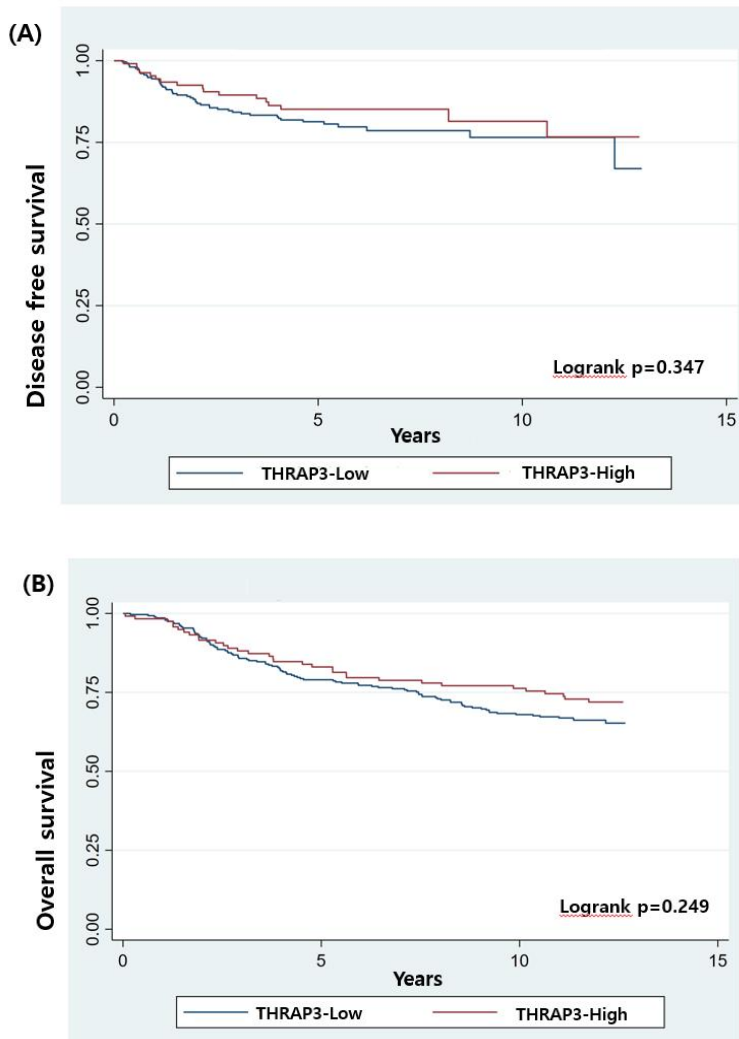 (A)
Disease free survival
1.00
0.75
0.50
0.25
0.00
Logrank p=0.347
0 5 10 15
Years
THRAP3-Low THRAP3-High
(B)
Overall survival
1.00
0.75
0.50
0.25
0.00
Logrank p=0.249
0 5 10 15
Years
THRAP3-Low THRAP3-High